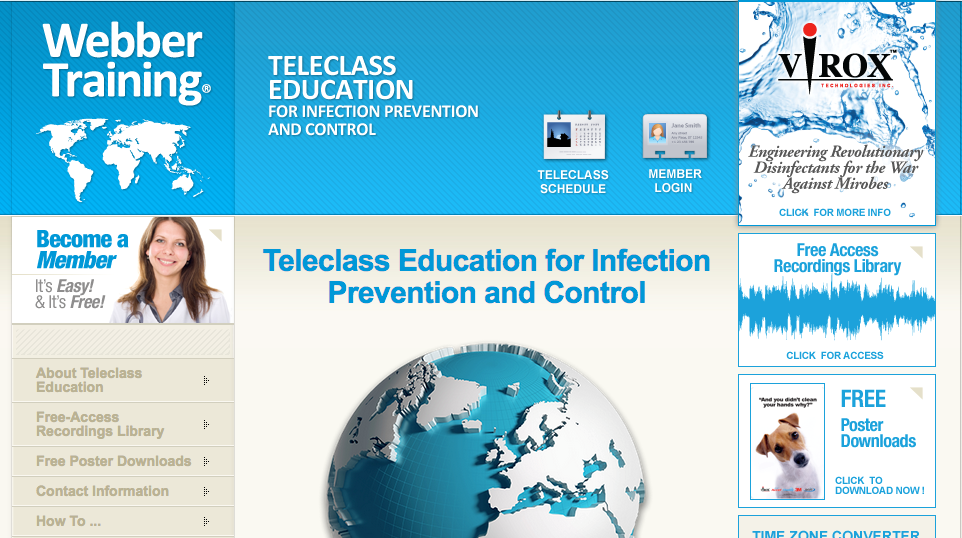 Webber
Training®
TELECLASS
EDUCATION
FOR INFECTION PREVENTION
AND CONTROL
TELECLASS
SCHEDULE
Jane Smith
MEMBER
LOGIN
VIROX™
TECHNOLOGIES INC.
Engineering Revolutionary
Disinfectants for the War
Against Mirobes
CLICK FOR MORE INFO
Become a
Member
It's Easy!
& It's Free!
About Teleclass
Education
Free-Access
Recordings Library
Free Poster Downloads
Contact Information
How To ...
Teleclass Education for Infection
Prevention and Control
Free Access
Recordings Library
CLICK FOR ACCESS
"And you didn't clean
your hands why?"
FREE
Poster
Downloads
CLICK TO
DOWNLOAD NOW !
TIME ZONE CONVERTER